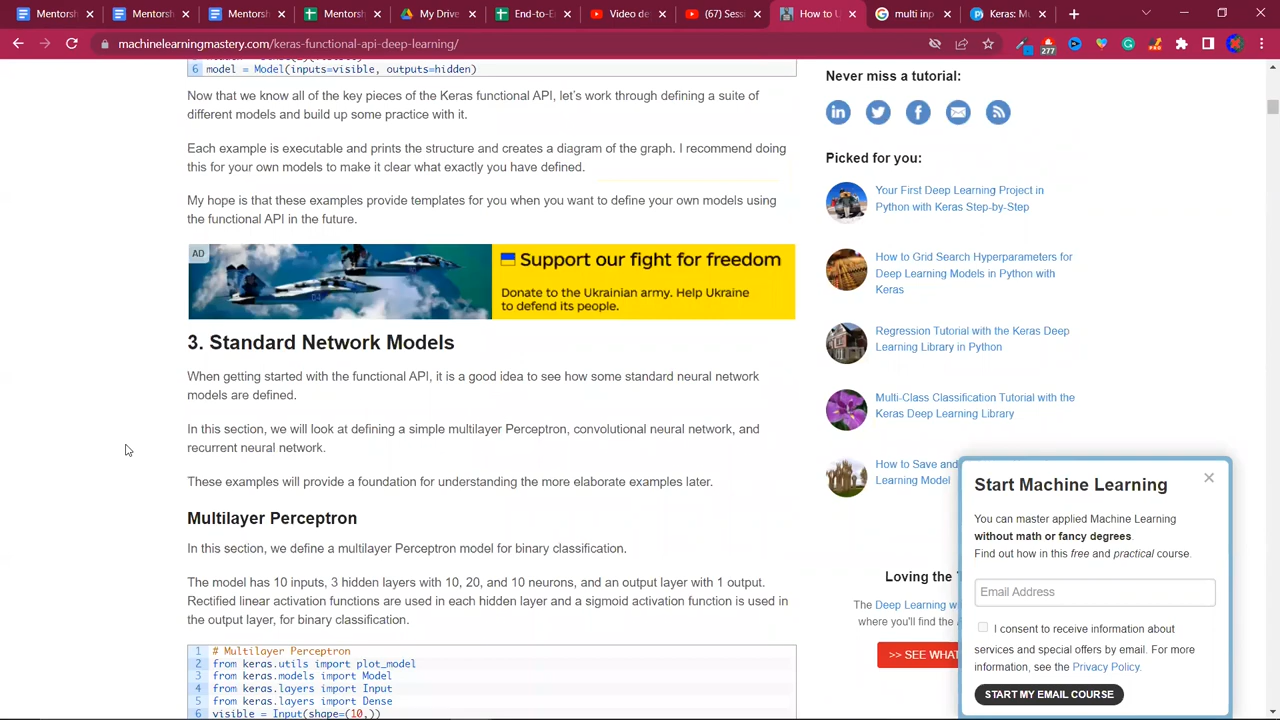 Mentorsh
Mentorsh
Mentorsh
Mentorsh
My Drive
End-to-E
Video de
(67) Sess
How to U
multi inp
Keras: Mu
machinelearningmastery.com/keras-functional-api-deep-learning/
277
6 model = Model(inputs=visible, outputs=hidden)
Now that we know all of the key pieces of the Keras functional API, let's work through defining a suite of
different models and build up some practice with it.
Each example is executable and prints the structure and creates a diagram of the graph. I recommend doing
this for your own models to make it clear what exactly you have defined.
My hope is that these examples provide templates for you when you want to define your own models using
the functional API in the future.
AD
Support our fight for freedom
Donate to the Ukrainian army. Help Ukraine
to defend its people.
3. Standard Network Models
When getting started with the functional API, it is a good idea to see how some standard neural network
models are defined.
In this section, we will look at defining a simple multilayer Perceptron, convolutional neural network, and
recurrent neural network.
These examples will provide a foundation for understanding the more elaborate examples later.
Multilayer Perceptron
In this section, we define a multilayer Perceptron model for binary classification.
The model has 10 inputs, 3 hidden layers with 10, 20, and 10 neurons, and an output layer with 1 output.
Rectified linear activation functions are used in each hidden layer and a sigmoid activation function is used in
the output layer, for binary classification.
1 # Multilayer Perceptron
2 from keras.utils import plot_model
3 from keras.models import Model
4 from keras.layers import Input
5 from keras.layers import Dense
6 visible = Input(shape=(10,))
Never miss a tutorial:
Picked for you:
Your First Deep Learning Project in
Python with Keras Step-by-Step
How to Grid Search Hyperparameters for
Deep Learning Models in Python with
Keras
Regression Tutorial with the Keras Deep
Learning Library in Python
Multi-Class Classification Tutorial with the
Keras Deep Learning Library
How to Save and
Learning Model
Loving the
The Deep Learning w
where you'll find the
>> SEE WHAT
Start Machine Learning
You can master applied Machine Learning
without math or fancy degrees.
Find out how in this free and practical course.
Email Address
I consent to receive information about
services and special offers by email. For more
information, see the Privacy Policy.
START MY EMAIL COURSE